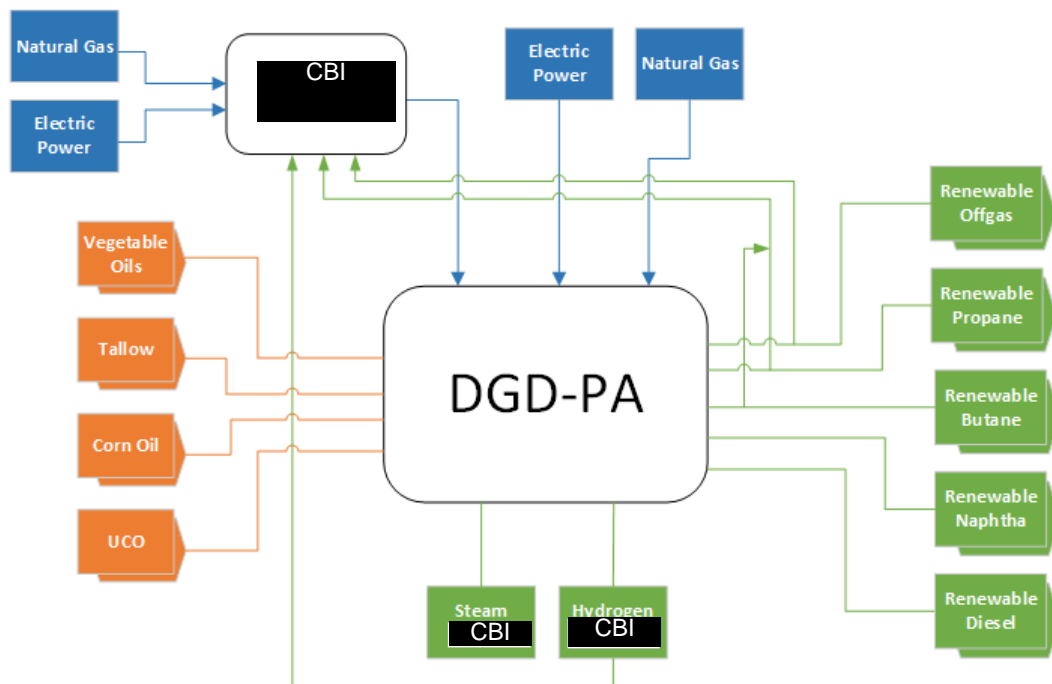 Natural Gas
Electric
Power
CBI
Electric
Power
Natural Gas
Vegetable
Oils
Tallow
Corn Oil
UCO
DGD-PA
Steam
CBI
Hydrogen
CBI
Renewable
Offgas
Renewable
Propane
Renewable
Butane
Renewable
Naphtha
Renewable
Diesel